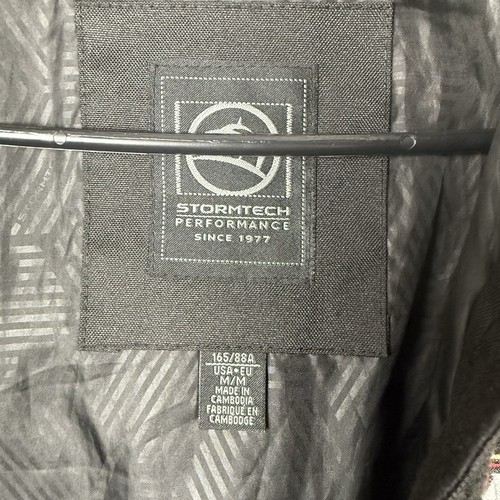 STORMTECH
PERFORMANCE
SINCE 1977
165/88A
USA•EU
M/M
MADE IN
CAMBODIA
FABRIQUE EN
CAMBODGE